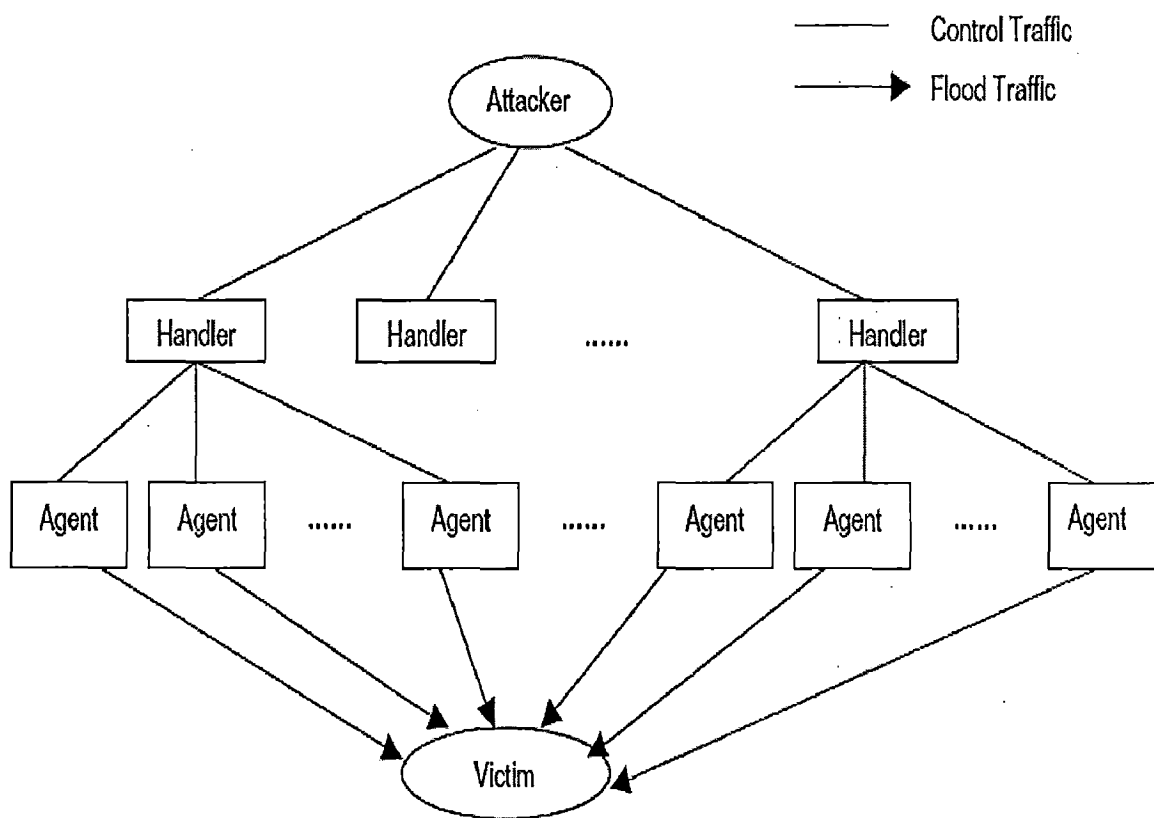 Control Traffic
Flood Traffic
Attacker
Handler Handler ...... Handler
Agent Agent ...... Agent ...... Agent Agent ...... Agent
Victim